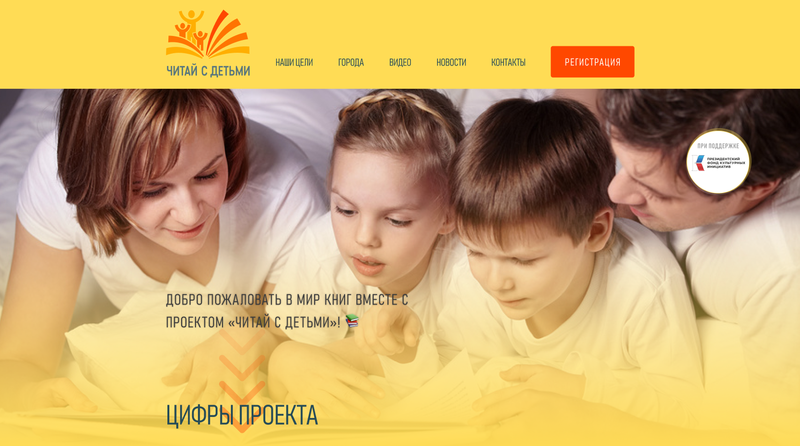 ЧИТАЙ С ДЕТЬМИ
НАШИ ЦЕЛИ ГОРОДА ВИДЕО НОВОСТИ КОНТАКТЫ РЕГИСТРАЦИЯ
ПРИ ПОДДЕРЖКЕ
ПРЕЗИДЕНТСКИЙ
ФОНД КУЛЬТУРНЫХ
ИНИЦИАТИВ
ДОБРО ПОЖАЛОВАТЬ В МИР КНИГ ВМЕСТЕ С
ПРОЕКТОМ «ЧИТАЙ С ДЕТЬМИ»! 📚
ЦИФРЫ ПРОЕКТА